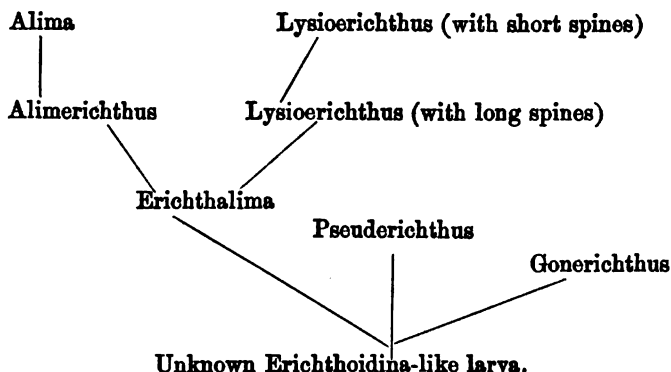 Alima Lysioerichthus (with short spines)
Alimerichthus Lysioerichthus (with long spines)
Erichthalima
Pseuderichthus
Gonerichthus
Unknown Erichthoidina-like larva.